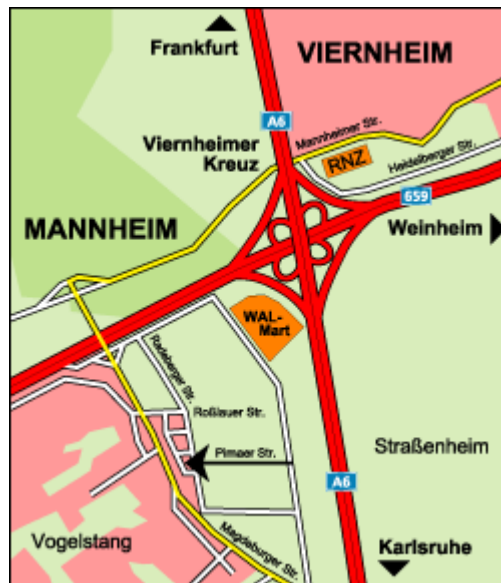 Frankfurt
VIERNHEIM
A6
Mannheimer Str.
Viernheimer
Kreuz
RNZ
Heidelberger Str.
659
MANNHEIM
Weinheim
WAL-
Mart
Radeberger Str.
Roßlauer Str.
Pirnaer Str.
Straßenheim
A6
Magdeburger Str.
Vogelstang
Karlsruhe